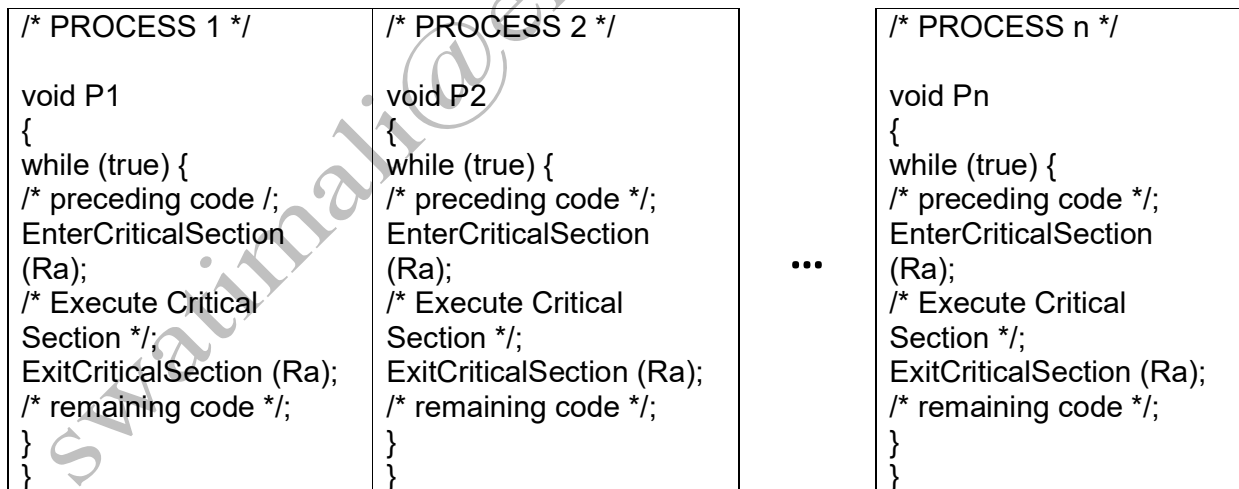 /* PROCESS 1 */
void P1
{
while (true) {
/* preceding code /;
EnterCriticalSection
(Ra);
/* Execute Critical
Section */;
ExitCriticalSection (Ra);
/* remaining code */;
}
}
/* PROCESS 2 */
void P2
{
while (true) {
/* preceding code */;
EnterCriticalSection
(Ra);
/* Execute Critical
Section */;
ExitCriticalSection (Ra);
/* remaining code */;
}
}
...
/* PROCESS n */
void Pn
{
while (true) {
/* preceding code */;
EnterCriticalSection
(Ra);
/* Execute Critical
Section */;
ExitCriticalSection (Ra);
/* remaining code */;
}
}
swatimali@e